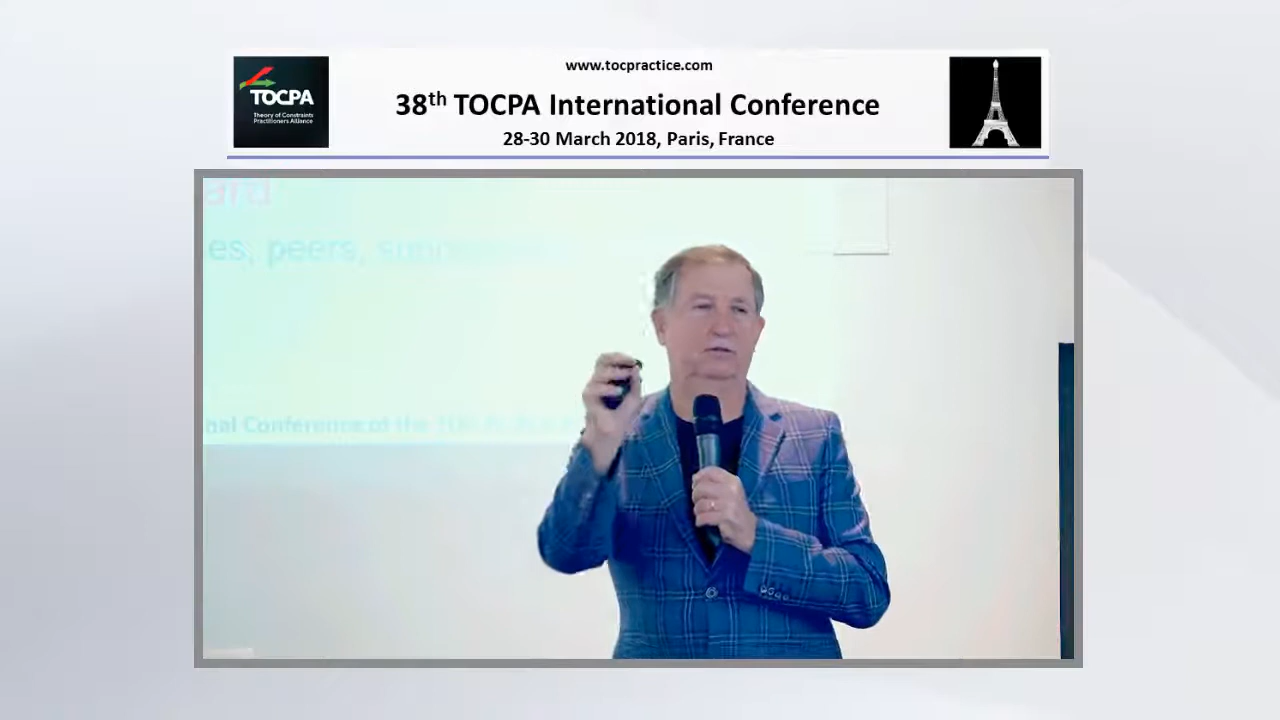 www.tocpractice.com
TOCPA
Theory of Constraints
Practitioners Alliance
38th TOCPA International Conference
28-30 March 2018, Paris, France
es, peers,
nal Conference of the